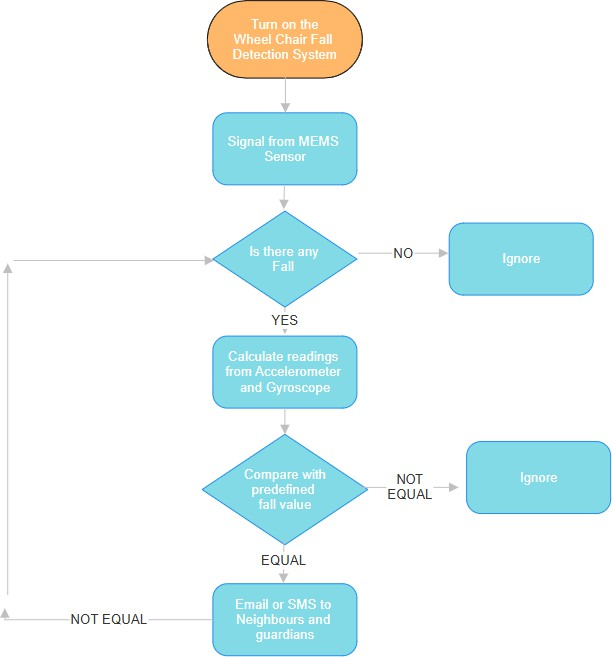 Turn on the
Wheel Chair Fall
Detection System
Signal from MEMS
Sensor
Is there any
Fall
NO
Ignore
YES
Calculate readings
from Accelerometer
and Gyroscope
Compare with
predefined
fall value
NOT
EQUAL
Ignore
EQUAL
Email or SMS to
Neighbours and
guardians
NOT EQUAL